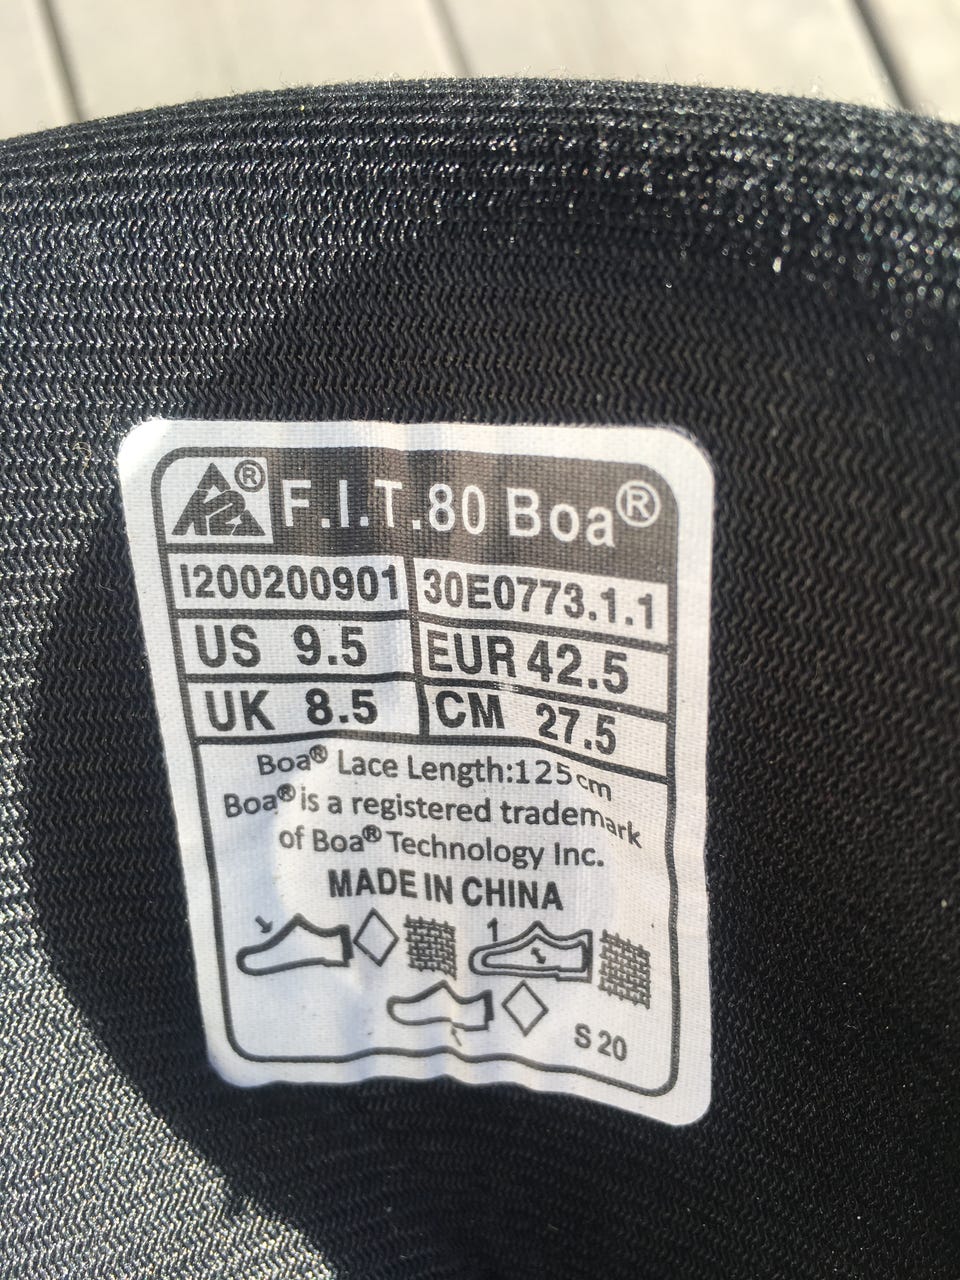 K2® F.I.T.80 Boa®
I200200901 30E0773.1.1
US 9.5 EUR 42.5
UK 8.5 CM 27.5
Boa® Lace Length:125cm
Boa® is a registered trademark
of Boa® Technology Inc.
MADE IN CHINA
1
S 20